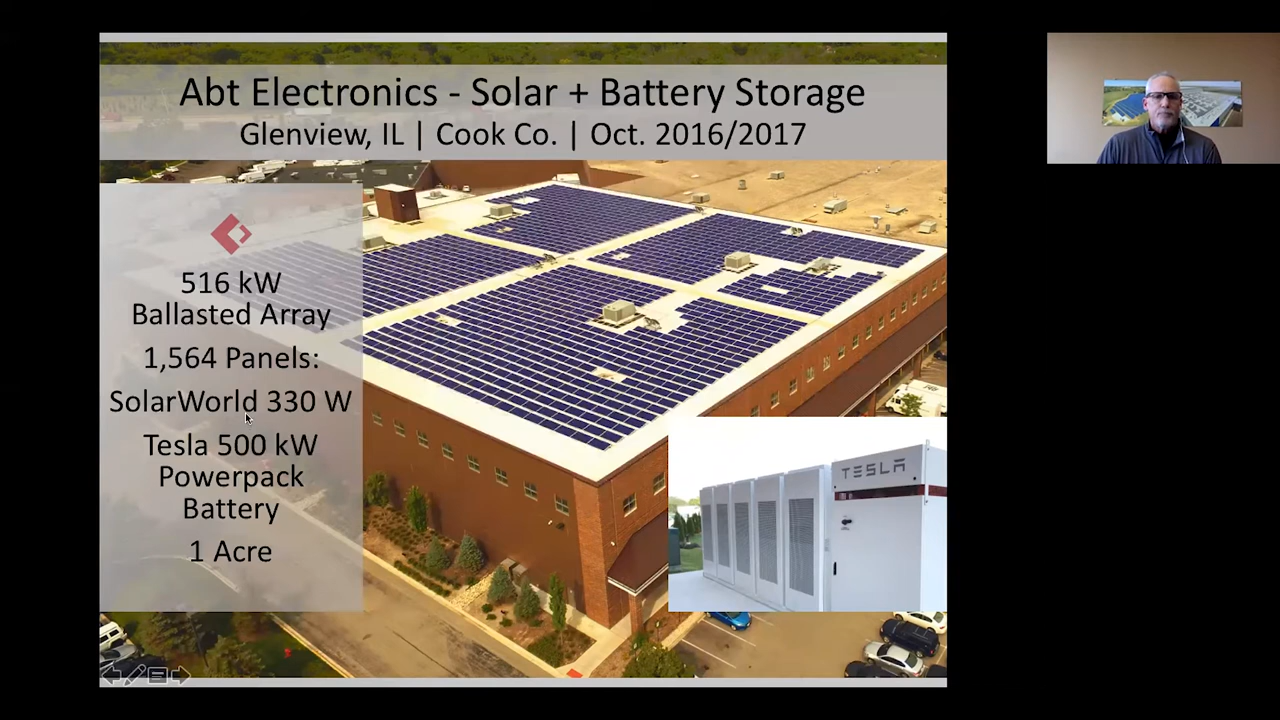 Abt Electronics - Solar + Battery Storage
Glenview, IL | Cook Co. | Oct. 2016/2017
516 kW
Ballasted Array
1,564 Panels:
SolarWorld 330 W
Tesla 500 kW
Powerpack
Battery
1 Acre
TESLA